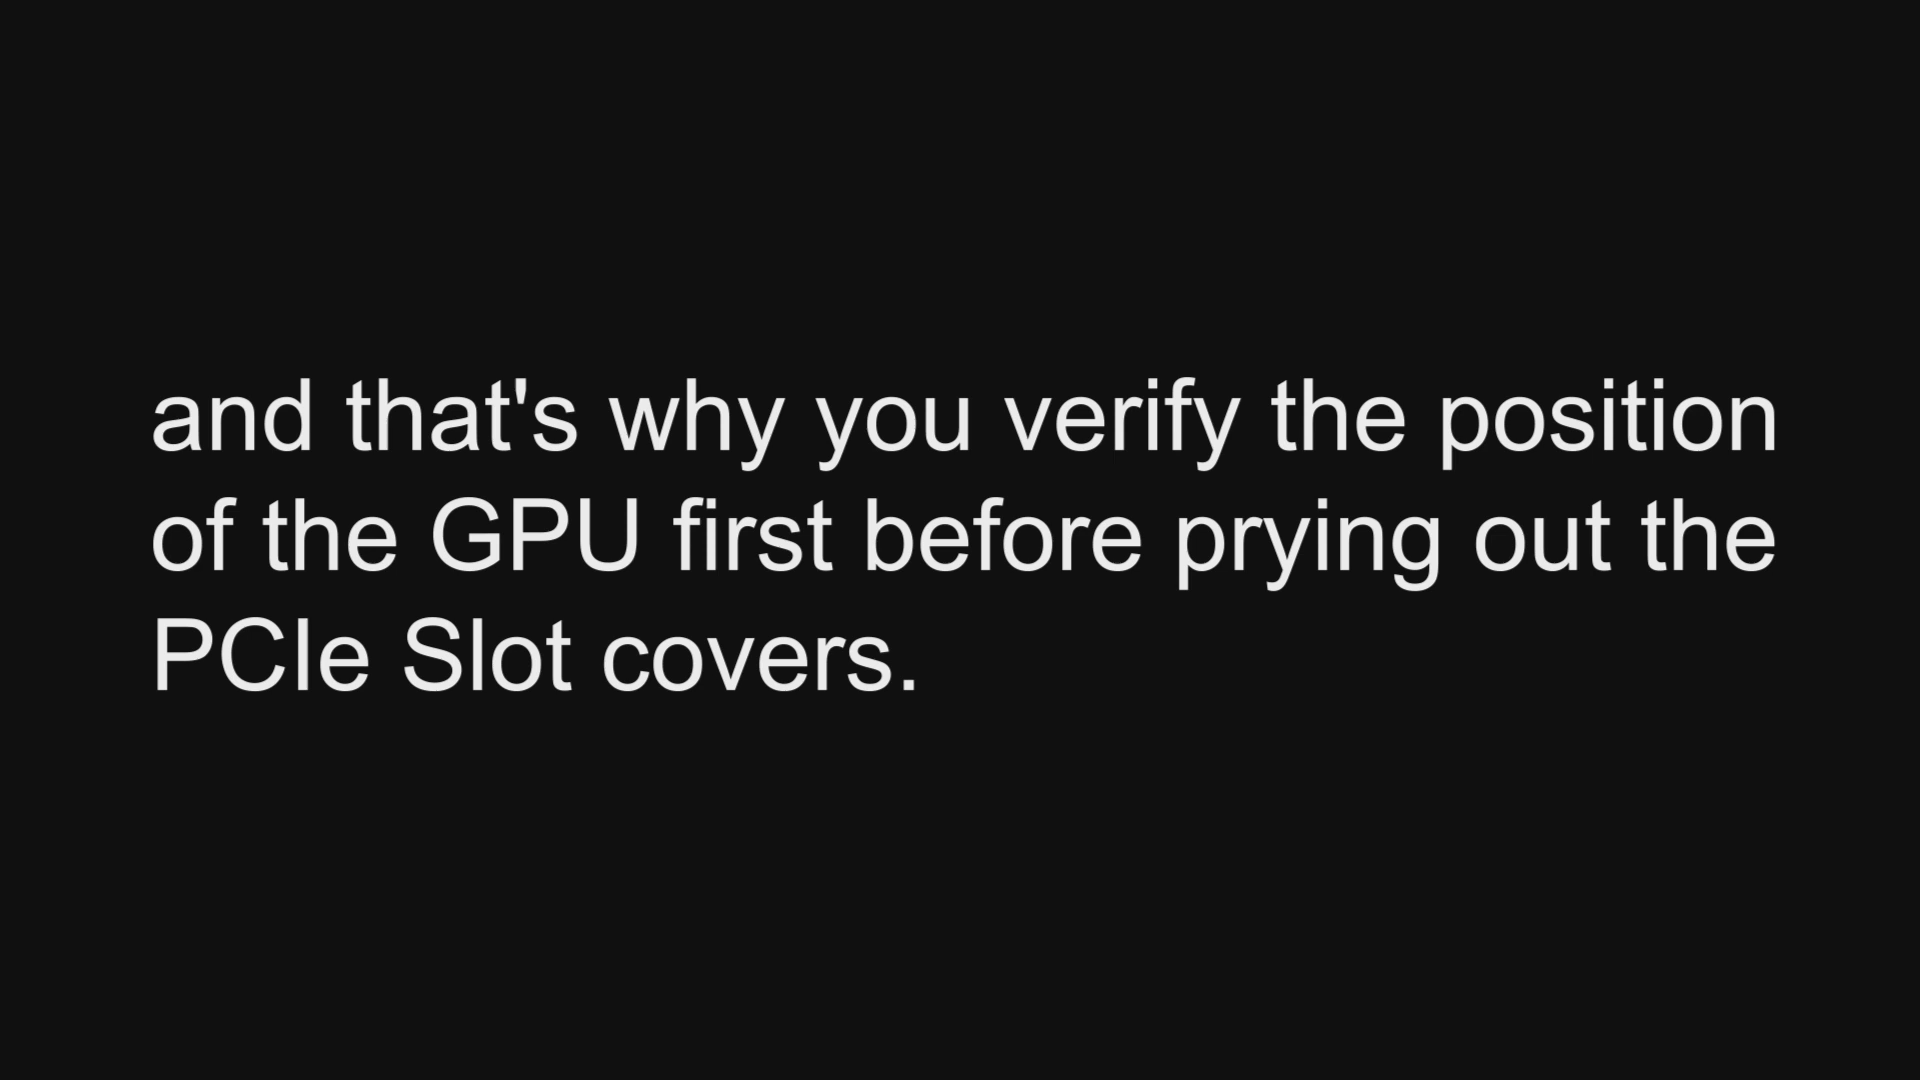 and that's why you verify the position
of the GPU first before prying out the
PCIe Slot covers.